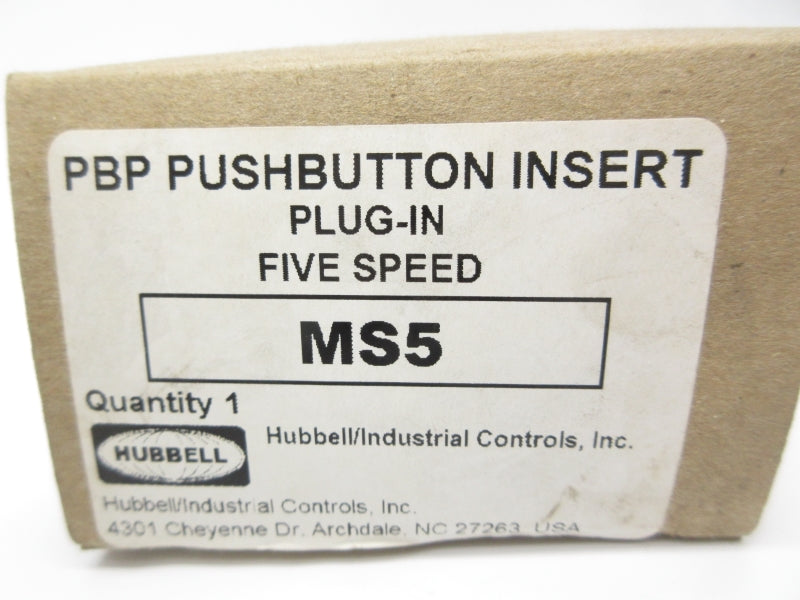 PBP PUSHBUTTON INSERT
PLUG-IN
FIVE SPEED
MS5
Quantity 1
HUBBELL
Hubbell/Industrial Controls, Inc.
Hubbell/Industrial Controls, Inc.
4301 Cheyenne Dr. Archdale, NC 27263 USA